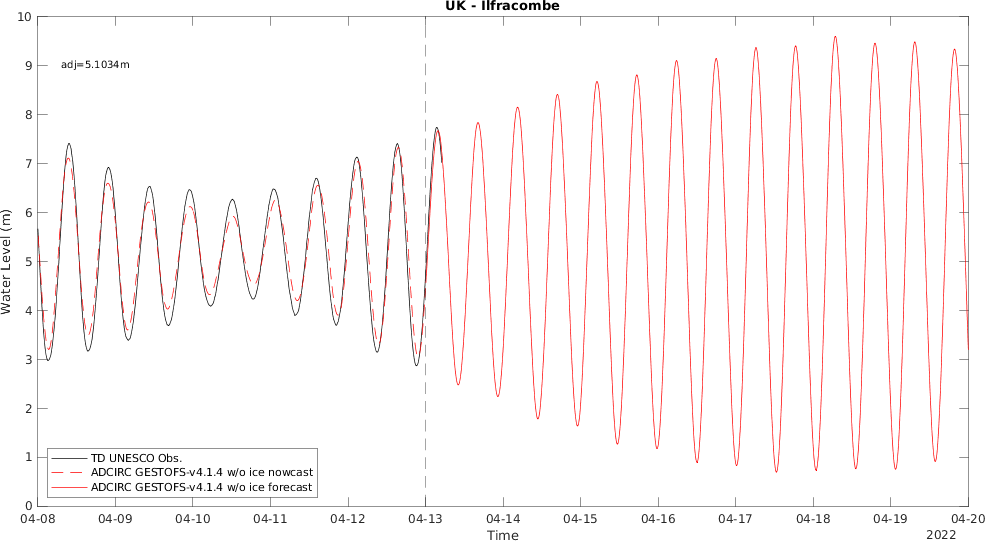 UK - Ilfracombe
adj=5.1034m
10
9
8
7
6
5
4
3
2
1
0
Water Level (m)
TD UNESCO Obs.
ADCIRC GESTOFS-v4.1.4 w/o ice nowcast
ADCIRC GESTOFS-v4.1.4 w/o ice forecast
04-08 04-09 04-10 04-11 04-12 04-13 04-14 04-15 04-16 04-17 04-18 04-19 04-20
Time
2022